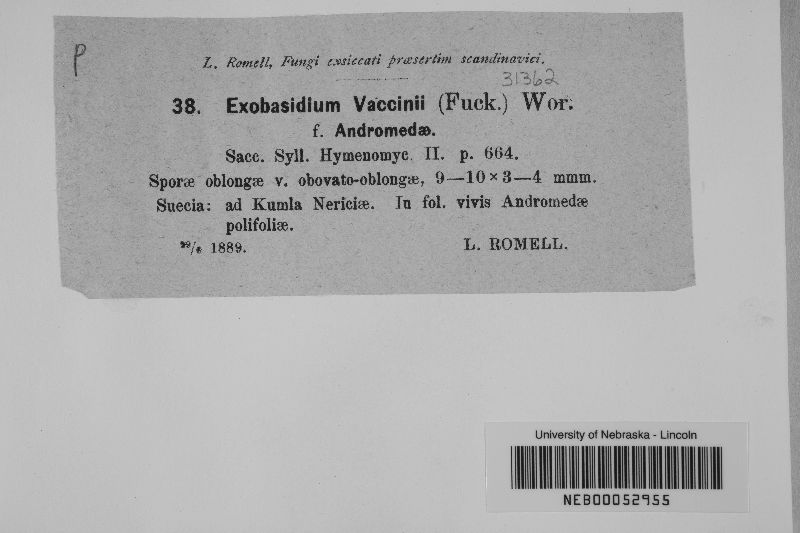 P
L. Romell, Fungi exsiccati præsertim scandinavici.
31362
38. Exobasidium Vaccinii (Fuck.) Wor.
f. Andromedæ.
Sacc. Syll. Hymenomyc. II. p. 664.
Sporæ oblongæ v. obovato-oblongæ, 9—10×3—4 mmm.
Suecia: ad Kumla Nericiæ. In fol. vivis Andromedæ
polifoliæ.
1889. L. ROMELL.
University of Nebraska - Lincoln
NEB00052955